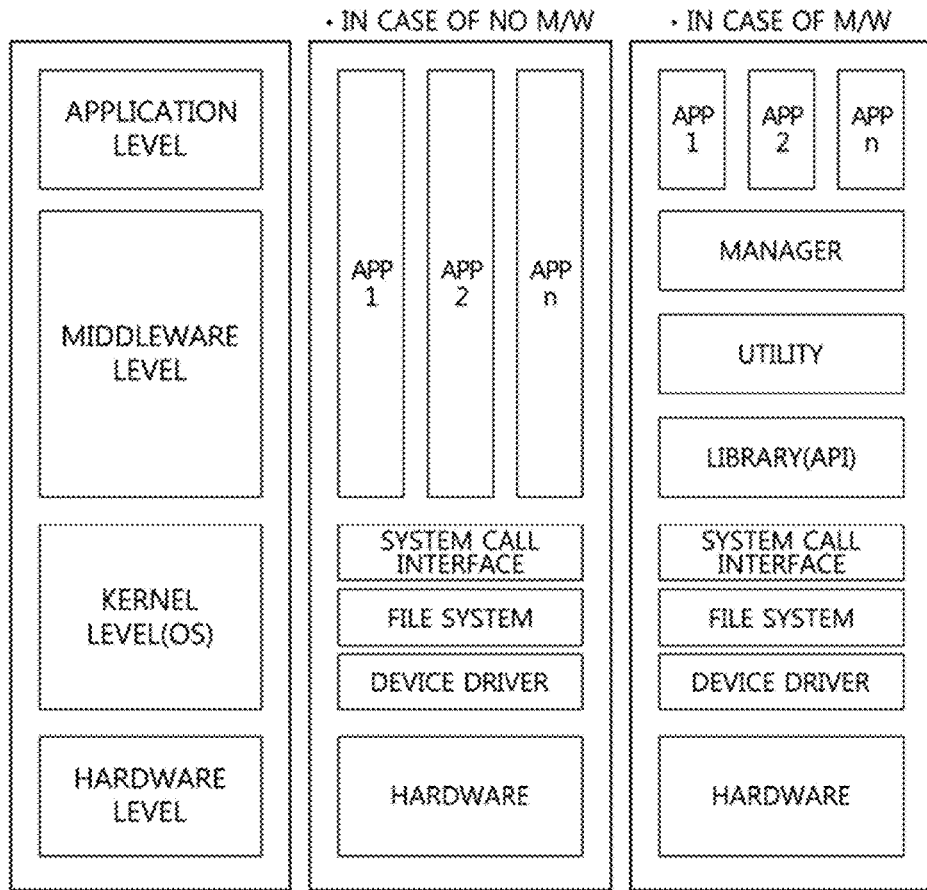 · IN CASE OF NO M/W
· IN CASE OF M/W
APPLICATION
LEVEL
MIDDLEWARE
LEVEL
KERNEL
LEVEL(OS)
HARDWARE
LEVEL
APP
1
APP
2
APP
n
SYSTEM CALL
INTERFACE
FILE SYSTEM
DEVICE DRIVER
HARDWARE
APP
1
APP
2
APP
n
MANAGER
UTILITY
LIBRARY(API)
SYSTEM CALL
INTERFACE
FILE SYSTEM
DEVICE DRIVER
HARDWARE